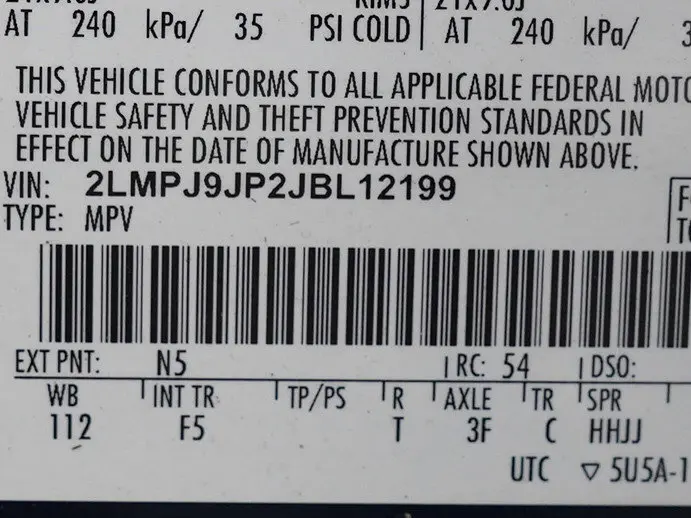 AT 240 kPa/ 35 PSI COLD AT 240 kPa/ 3
THIS VEHICLE CONFORMS TO ALL APPLICABLE FEDERAL MOTO
VEHICLE SAFETY AND THEFT PREVENTION STANDARDS IN
EFFECT ON THE DATE OF MANUFACTURE SHOWN ABOVE.
VIN: 2LMPJ9JP2JBL12199
TYPE: MPV
EXT PNT: N5 RC: 54 DSO:
WB INT TR TP/PS R AXLE TR SPR
112 F5 T 3F C HHJJ
UTC ▽ 5U5A-1